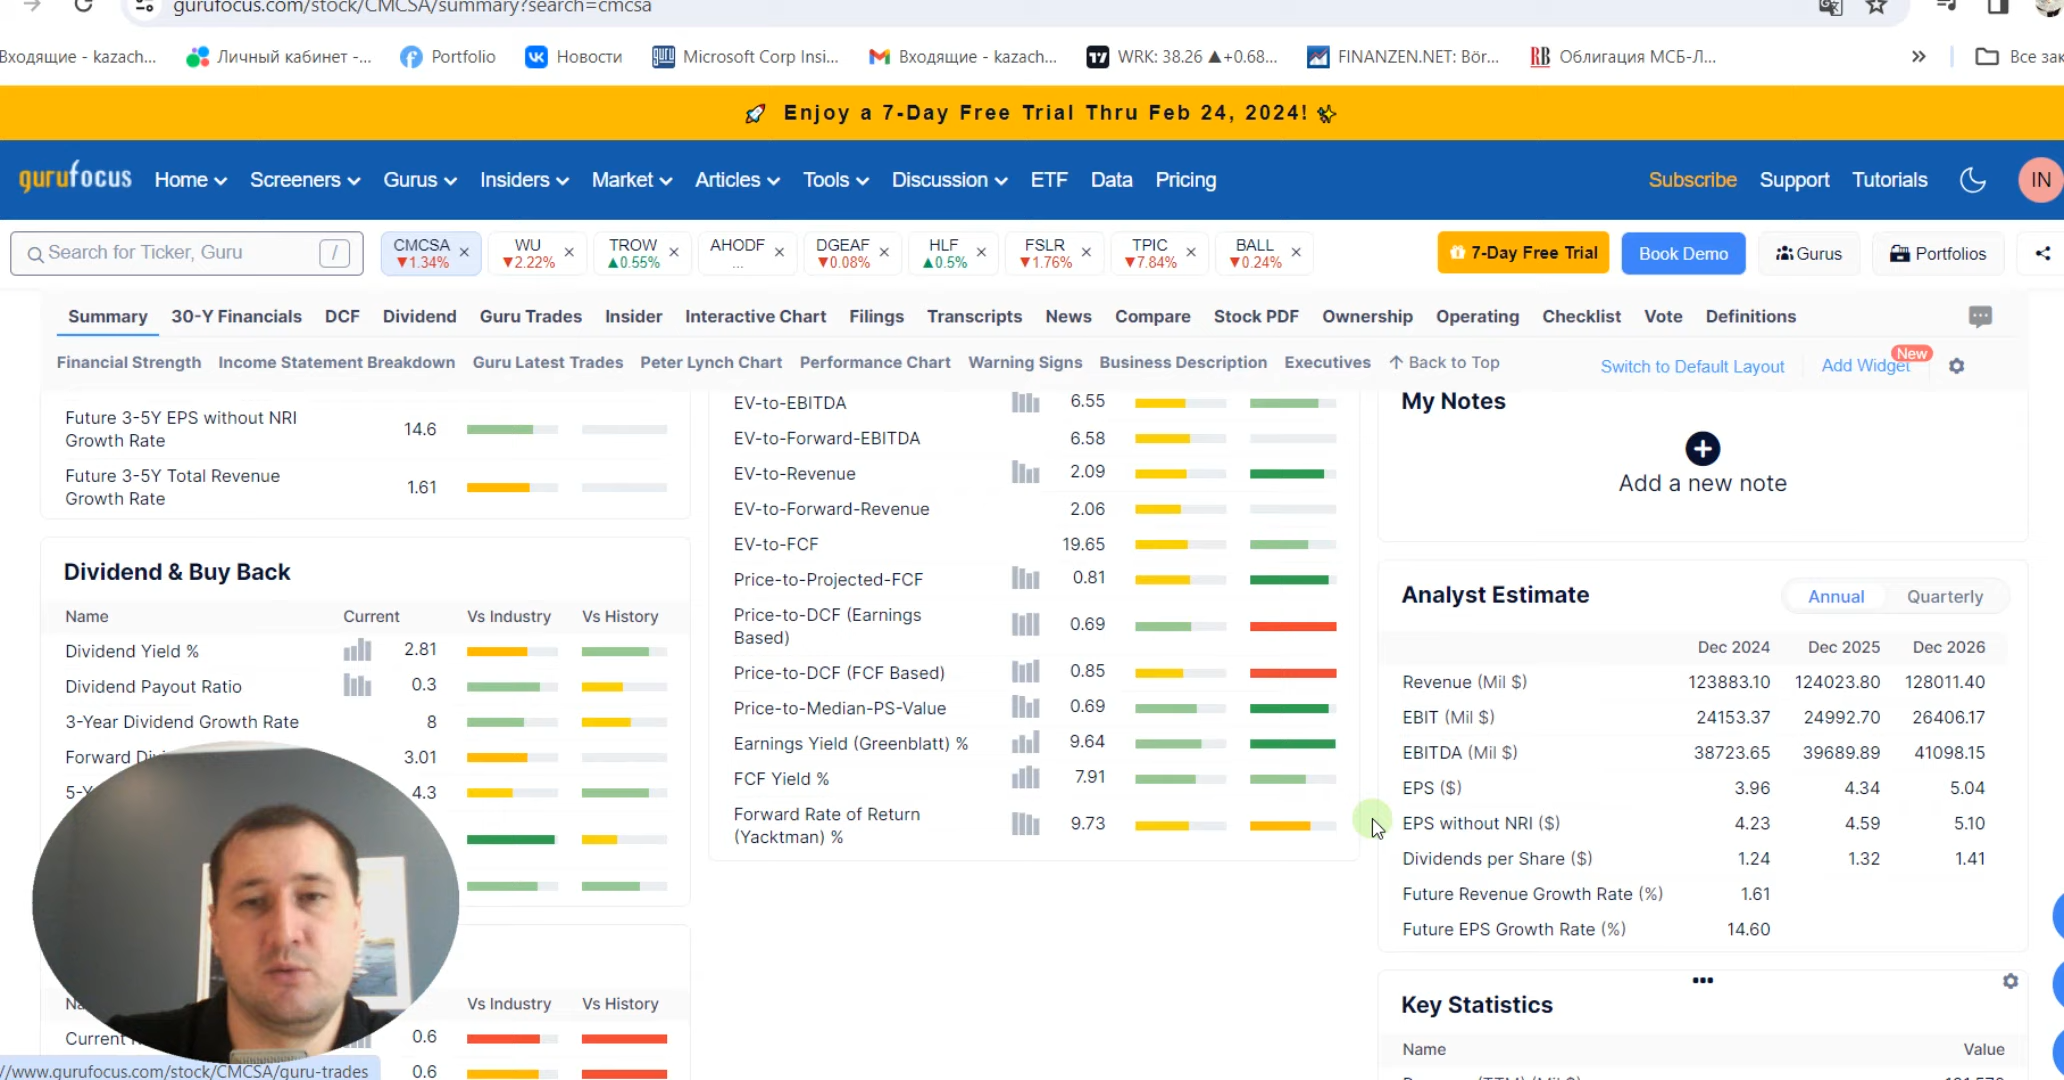 gurufocus.com/stock/CMCSA/summary?search=cmcsa
Входящие - kazach...
Личный кабинет -...
Portfolio
Новости
Microsoft Corp Insi...
Входящие - kazach...
WRK: 38.26 ▲+0.68...
FINANZEN.NET: Bör...
Облигация МСБ-Л...
»
Все зак
🚀 Enjoy a 7-Day Free Trial Thru Feb 24, 2024! ✨
gurufocus Home Screeners Gurus Insiders Market Articles Tools Discussion ETF Data Pricing Subscribe Support Tutorials IN
Search for Ticker, Guru /
CMCSA ×
▼1.34%
WU ×
▼2.22%
TROW ×
▲0.55%
AHODF ×
...
DGEAF ×
▼0.08%
HLF ×
▲0.5%
FSLR ×
▼1.76%
TPIC ×
▼7.84%
BALL ×
▼0.24%
7-Day Free Trial
Book Demo
Gurus
Portfolios
Summary 30-Y Financials DCF Dividend Guru Trades Insider Interactive Chart Filings Transcripts News Compare Stock PDF Ownership Operating Checklist Vote Definitions
Financial Strength Income Statement Breakdown Guru Latest Trades Peter Lynch Chart Performance Chart Warning Signs Business Description Executives ↑ Back to Top Switch to Default Layout Add Widget New
Future 3-5Y EPS without NRI
Growth Rate 14.6
Future 3-5Y Total Revenue
Growth Rate 1.61
Dividend & Buy Back
Name Current Vs Industry Vs History
Dividend Yield % 2.81
Dividend Payout Ratio 0.3
3-Year Dividend Growth Rate 8
Forward Di 3.01
5-Y 4.3
Vs Industry Vs History
Current 0.6
0.6
//www.gurufocus.com/stock/CMCSA/guru-trades
EV-to-EBITDA 6.55
EV-to-Forward-EBITDA 6.58
EV-to-Revenue 2.09
EV-to-Forward-Revenue 2.06
EV-to-FCF 19.65
Price-to-Projected-FCF 0.81
Price-to-DCF (Earnings
Based) 0.69
Price-to-DCF (FCF Based) 0.85
Price-to-Median-PS-Value 0.69
Earnings Yield (Greenblatt) % 9.64
FCF Yield % 7.91
Forward Rate of Return
(Yacktman) % 9.73
My Notes
Add a new note
Analyst Estimate Annual Quarterly
Dec 2024 Dec 2025 Dec 2026
Revenue (Mil $) 123883.10 124023.80 128011.40
EBIT (Mil $) 24153.37 24992.70 26406.17
EBITDA (Mil $) 38723.65 39689.89 41098.15
EPS ($) 3.96 4.34 5.04
EPS without NRI ($) 4.23 4.59 5.10
Dividends per Share ($) 1.24 1.32 1.41
Future Revenue Growth Rate (%) 1.61
Future EPS Growth Rate (%) 14.60
Key Statistics
Name Value